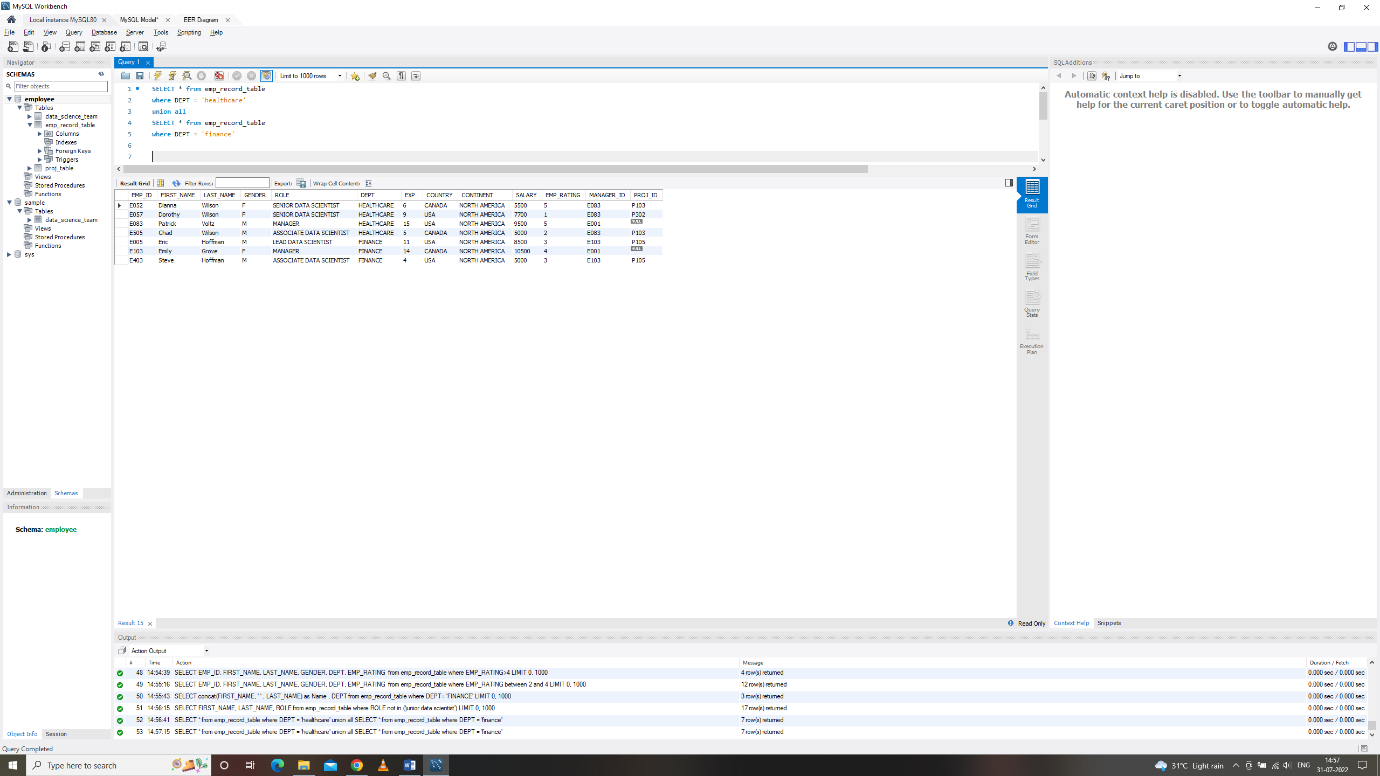 MySQL Workbench
Local instance MySQL80 × MySQL Model* × EER Diagram ×
File Edit View Query Database Server Tools Scripting Help
Navigator
SCHEMAS
Filter objects
employee
Tables
data_science_team
emp_record_table
Columns
Indexes
Foreign Keys
Triggers
proj_table
Views
Stored Procedures
Functions
sample
Tables
data_science_team
Views
Stored Procedures
Functions
sys
Administration Schemas
Information
Schema: employee
Object Info Session
Query Completed
Query 1 ×
Limit to 1000 rows
1 SELECT * from emp_record_table
2 where DEPT = 'healthcare'
3 union all
4 SELECT * from emp_record_table
5 where DEPT = 'finance'
6
7
Result Grid Filter Rows: Export: Wrap Cell Content:
EMP_ID FIRST_NAME LAST_NAME GENDER ROLE DEPT EXP COUNTRY CONTINENT SALARY EMP_RATING MANAGER_ID PROJ_ID
E052 Dianna Wilson F SENIOR DATA SCIENTIST HEALTHCARE 6 CANADA NORTH AMERICA 5500 5 E083 P103
E057 Dorothy Wilson F SENIOR DATA SCIENTIST HEALTHCARE 9 USA NORTH AMERICA 7700 1 E083 P302
E083 Patrick Voltz M MANAGER HEALTHCARE 15 USA NORTH AMERICA 9500 5 E001 NULL
E505 Chad Wilson M ASSOCIATE DATA SCIENTIST HEALTHCARE 5 CANADA NORTH AMERICA 5000 2 E083 P103
E005 Eric Hoffman M LEAD DATA SCIENTIST FINANCE 11 USA NORTH AMERICA 8500 3 E103 P105
E103 Emily Grove F MANAGER FINANCE 14 CANADA NORTH AMERICA 10500 4 E001 NULL
E403 Steve Hoffman M ASSOCIATE DATA SCIENTIST FINANCE 4 USA NORTH AMERICA 5000 3 E103 P105
Result Grid
Form Editor
Field Types
Query Stats
Execution Plan
Result 15 × Read Only
SQLAdditions
Jump to
Automatic context help is disabled. Use the toolbar to manually get
help for the current caret position or to toggle automatic help.
Context Help Snippets
Output
Action Output
# Time Action Message Duration / Fetch
48 14:54:39 SELECT EMP_ID, FIRST_NAME, LAST_NAME, GENDER, DEPT, EMP_RATING from emp_record_table where EMP_RATING>4 LIMIT 0, 1000 4 row(s) returned 0.000 sec / 0.000 sec
49 14:55:16 SELECT EMP_ID, FIRST_NAME, LAST_NAME, GENDER, DEPT, EMP_RATING from emp_record_table where EMP_RATING between 2 and 4 LIMIT 0, 1000 12 row(s) returned 0.000 sec / 0.000 sec
50 14:55:43 SELECT concat(FIRST_NAME, " ", LAST_NAME) as Name , DEPT from emp_record_table where DEPT= 'FINANCE' LIMIT 0, 1000 3 row(s) returned 0.000 sec / 0.000 sec
51 14:56:15 SELECT FIRST_NAME, LAST_NAME, ROLE from emp_record_table where ROLE not in ('junior data scientist') LIMIT 0, 1000 17 row(s) returned 0.000 sec / 0.000 sec
52 14:56:41 SELECT * from emp_record_table where DEPT = 'healthcare' union all SELECT * from emp_record_table where DEPT = 'finance' 7 row(s) returned 0.000 sec / 0.000 sec
53 14:57:15 SELECT * from emp_record_table where DEPT = 'healthcare' union all SELECT * from emp_record_table where DEPT = 'finance' 7 row(s) returned 0.000 sec / 0.000 sec
Type here to search
31°C Light rain ENG 14:57
31-07-2022